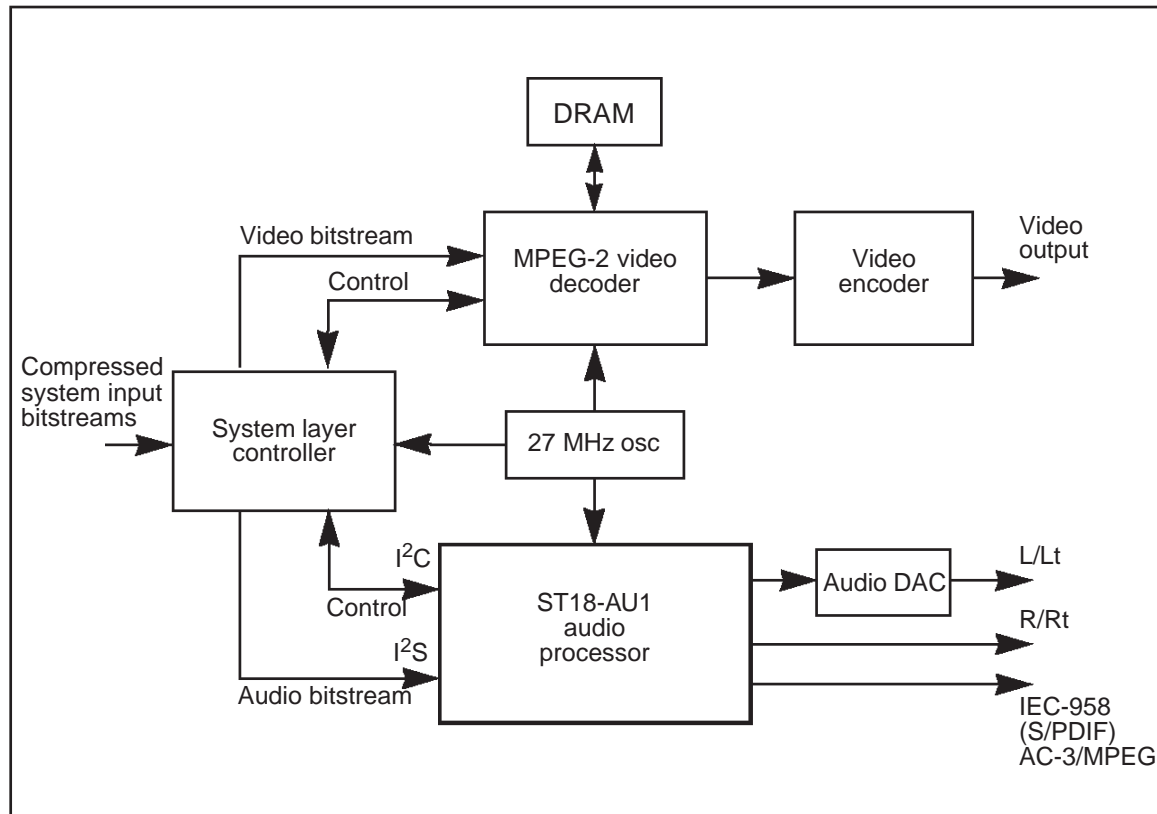 DRAM
Video bitstream
Control
MPEG-2 video
decoder
Video
encoder
Video
output
Compressed
system input
bitstreams
System layer
controller
27 MHz osc
I²C
Control
I²S
Audio bitstream
ST18-AU1
audio
processor
Audio DAC
L/Lt
R/Rt
IEC-958
(S/PDIF)
AC-3/MPEG